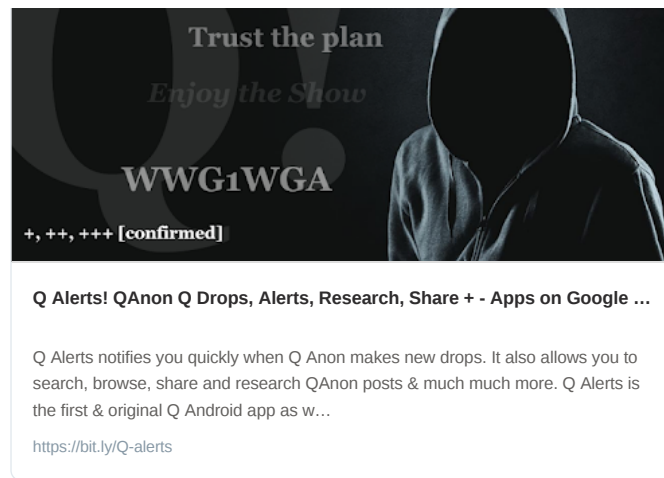 Q!
Trust the plan
Enjoy the Show
WWG1WGA
+, ++, +++ [confirmed]
Q Alerts! QAnon Q Drops, Alerts, Research, Share + - Apps on Google …
Q Alerts notifies you quickly when Q Anon makes new drops. It also allows you to
search, browse, share and research QAnon posts & much much more. Q Alerts is
the first & original Q Android app as w…
https://bit.ly/Q-alerts